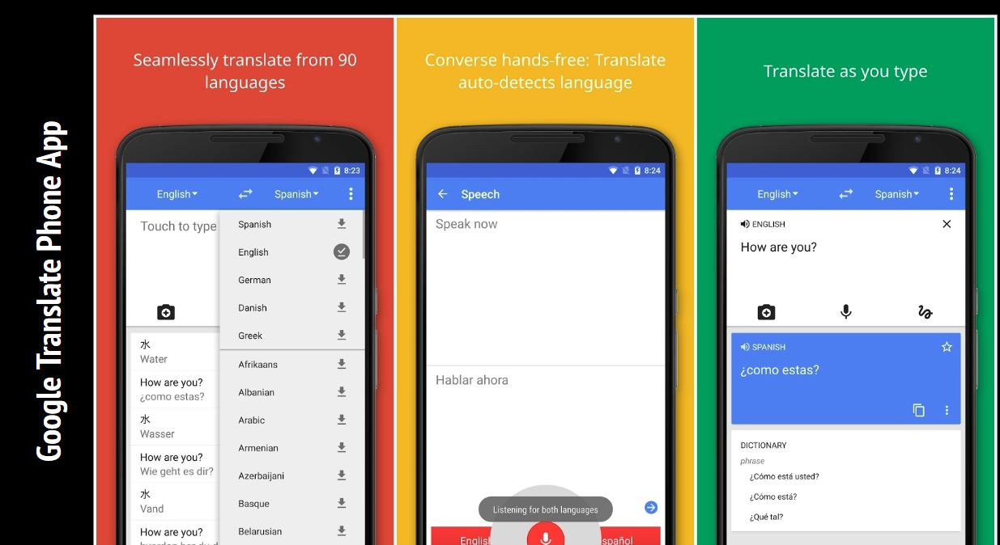 Google Translate Phone App
Seamlessly translate from 90
languages
8:23
English
Spanish
Touch to type
Spanish
English
German
Danish
Greek
Afrikaans
Albanian
Arabic
Armenian
Azerbaijani
Basque
Belarusian
水
Water
How are you?
¿como estas?
水
Wasser
How are you?
Wie geht es dir?
水
Vand
How are you?
Converse hands-free: Translate
auto-detects language
8:24
Speech
Speak now
Hablar ahora
Listening for both languages
English
spañol
Translate as you type
8:24
English
Spanish
ENGLISH
How are you?
SPANISH
¿como estas?
DICTIONARY
phrase
¿Cómo está usted?
¿Cómo está?
¿Qué tal?